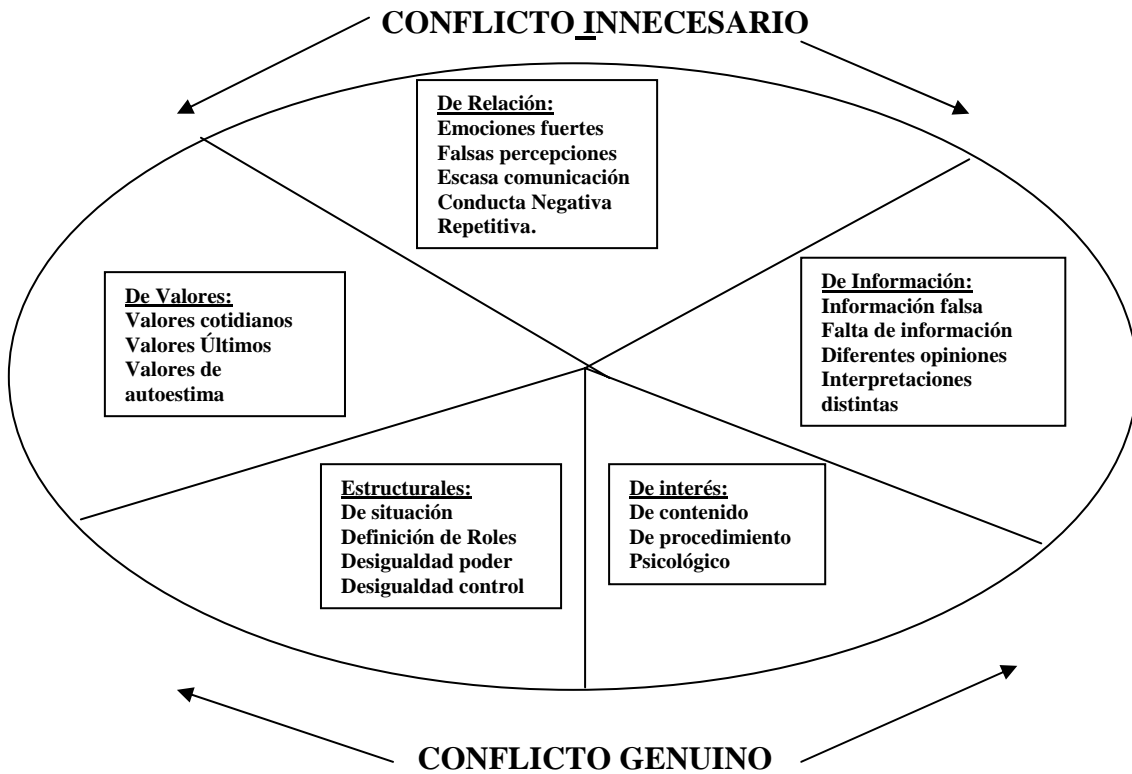 CONFLICTO INNECESARIO
De Relación:
Emociones fuertes
Falsas percepciones
Escasa comunicación
Conducta Negativa
Repetitiva.
De Valores:
Valores cotidianos
Valores Últimos
Valores de
autoestima
De Información:
Información falsa
Falta de información
Diferentes opiniones
Interpretaciones
distintas
Estructurales:
De situación
Definición de Roles
Desigualdad poder
Desigualdad control
De interés:
De contenido
De procedimiento
Psicológico
CONFLICTO GENUINO